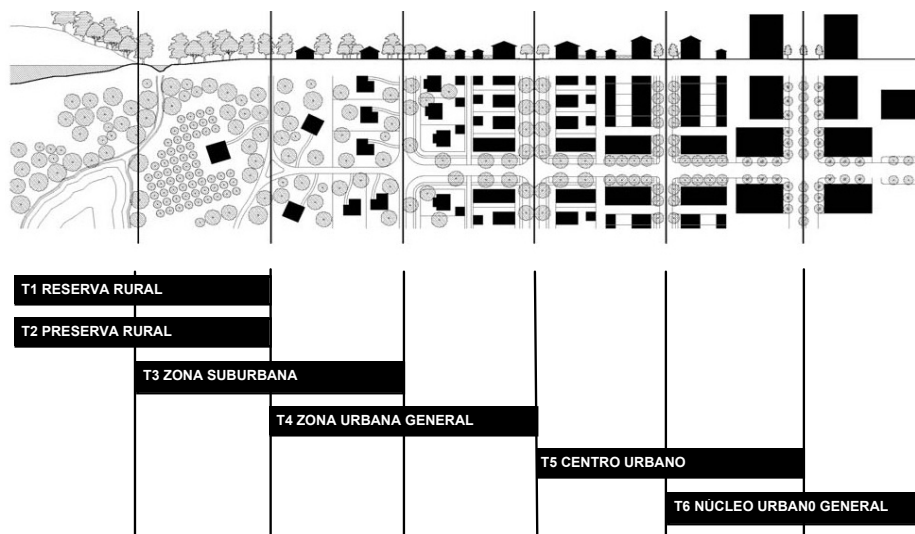 T1 RESERVA RURAL
T2 PRESERVA RURAL
T3 ZONA SUBURBANA
T4 ZONA URBANA GENERAL
T5 CENTRO URBANO
T6 NÚCLEO URBAN0 GENERAL